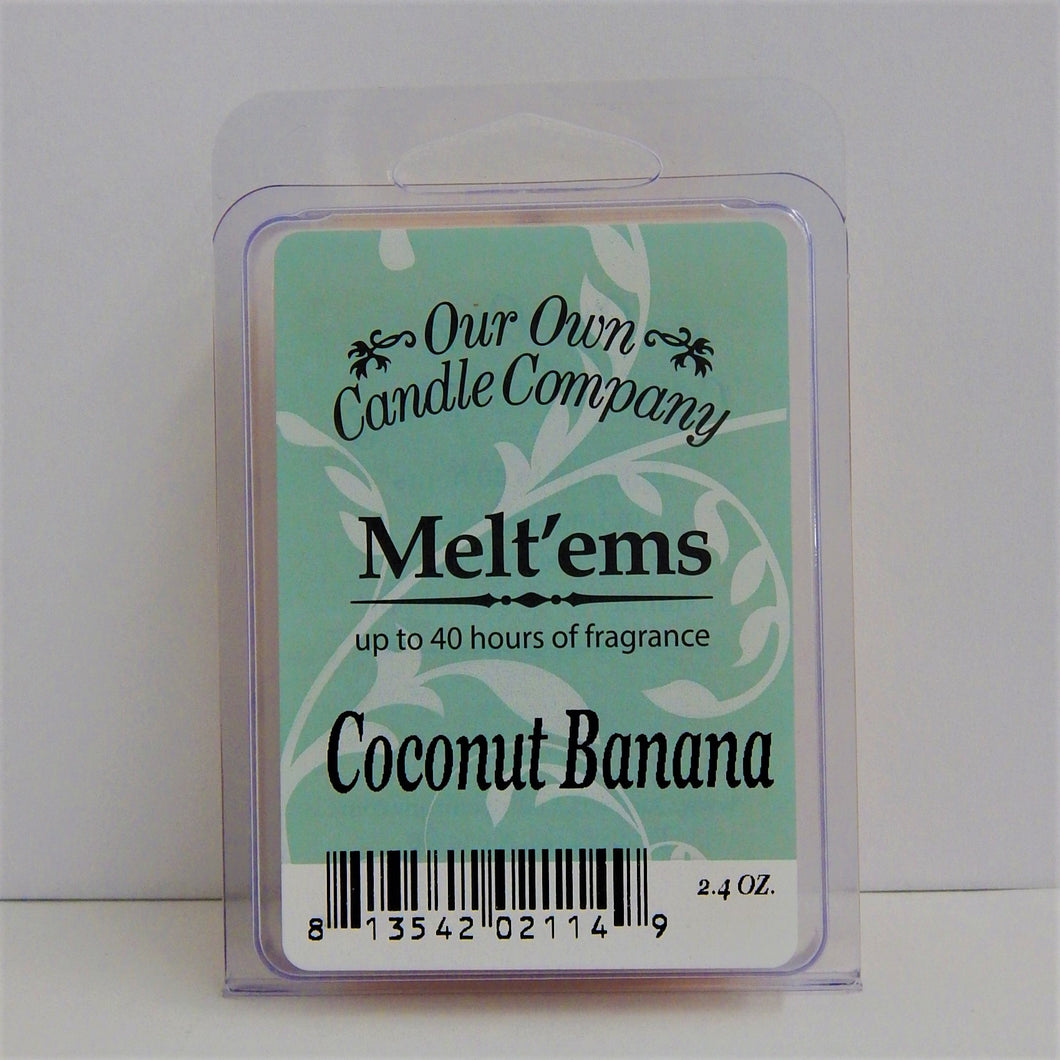 Our Own
Candle Company
Melt'ems
up to 40 hours of fragrance
Coconut Banana
2.4 OZ.
8 13542 02114 9